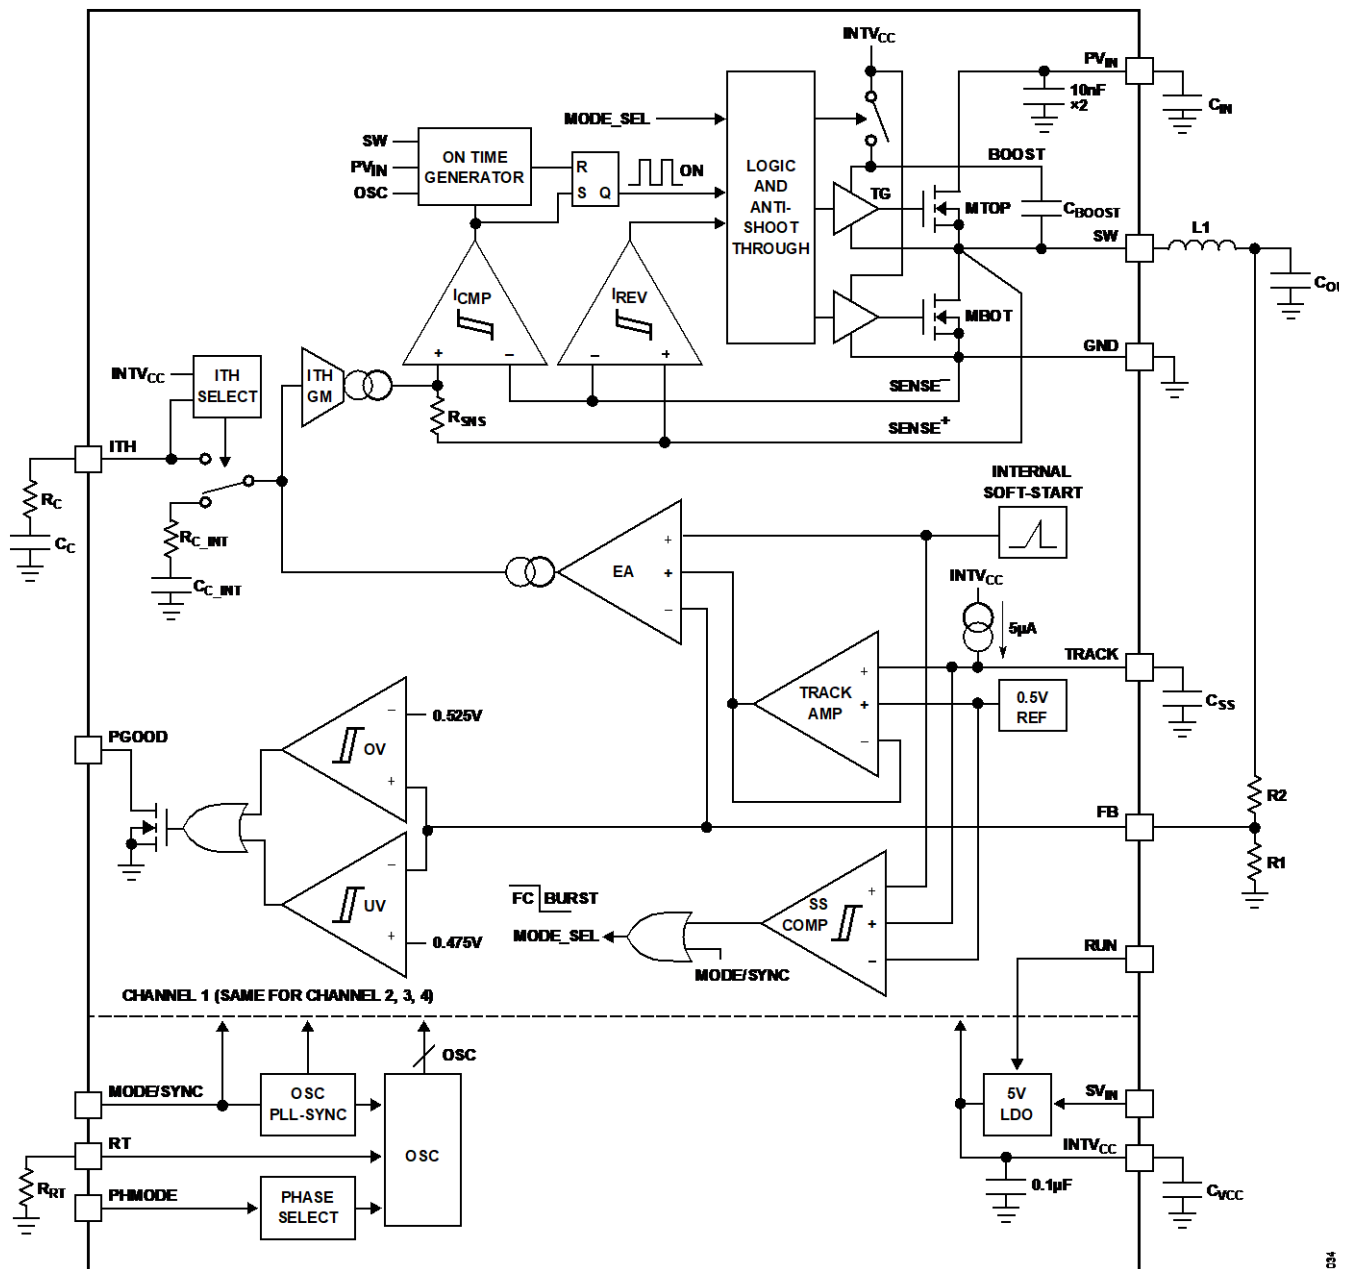 INTVCC
PVIN
10nF
×2
CIN
MODE_SEL
SW
PVIN
OSC
ON TIME
GENERATOR
R
S Q
ON
LOGIC
AND
ANTI-
SHOOT
THROUGH
BOOST
TG
MTOP
CBOOST
SW
L1
ICMP
IREV
MBOT
GND
+ −
− +
INTVCC
ITH
SELECT
ITH
GM
RSNS
SENSE−
SENSE+
ITH
RC
CC
RC_INT
CC_INT
INTERNAL
SOFT-START
EA
+
+
−
INTVCC
5µA
TRACK
TRACK
AMP
+
+
−
0.5V
REF
CSS
PGOOD
−
0.525V
OV
+
FB
R2
R1
−
UV
+
0.475V
FC BURST
MODE_SEL
SS
COMP
+
+
−
MODE/SYNC
RUN
CHANNEL 1 (SAME FOR CHANNEL 2, 3, 4)
OSC
MODE/SYNC
OSC
PLL-SYNC
5V
LDO
SVIN
RT
OSC
INTVCC
RRT
PHMODE
PHASE
SELECT
0.1µF
CVCC
034